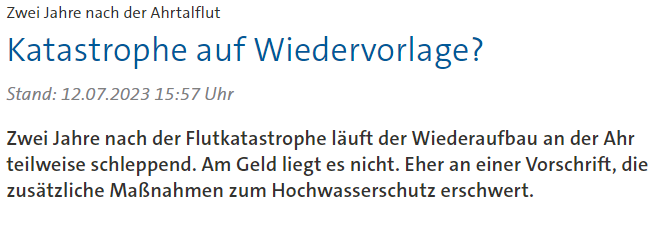 Zwei Jahre nach der Ahrtalflut
Katastrophe auf Wiedervorlage?
Stand: 12.07.2023 15:57 Uhr
Zwei Jahre nach der Flutkatastrophe läuft der Wiederaufbau an der Ahr
teilweise schleppend. Am Geld liegt es nicht. Eher an einer Vorschrift, die
zusätzliche Maßnahmen zum Hochwasserschutz erschwert.